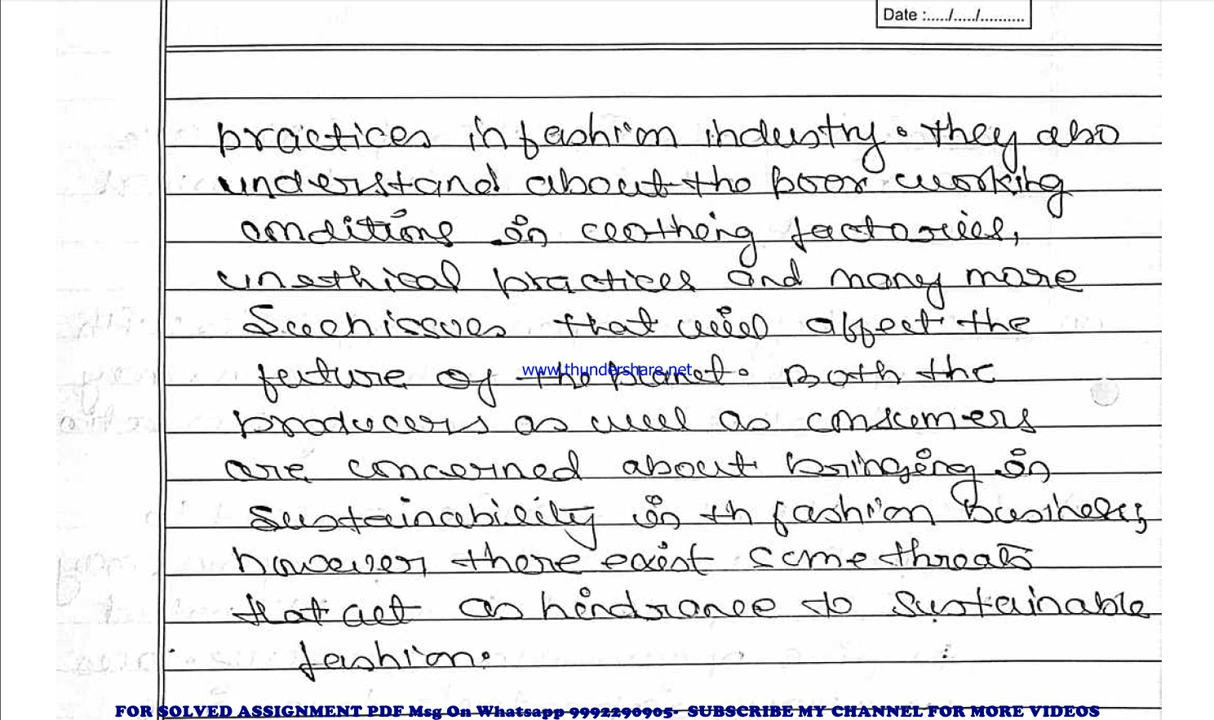 Date :...../...../..........
practices in fashion industry. they also
understand about the poor working
conditions in clothing factories,
unethical practices and many more
Such issues that will affect the
future of the planet. Both the
www.thundershare.net
producers as well as consumers
are concerned about bringing in
sustainability in th fashion business,
however there exist some threats
that act as hindrance to sustainable
fashion.
FOR SOLVED ASSIGNMENT PDF Msg On Whatsapp 9992290905- SUBSCRIBE MY CHANNEL FOR MORE VIDEOS